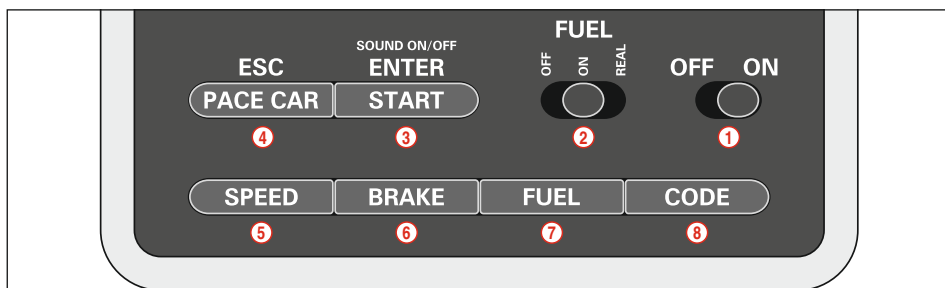 FUEL
OFF ON REAL
SOUND ON/OFF
ESC ENTER OFF ON
PACE CAR START
4 3 2 1
SPEED BRAKE FUEL CODE
5 6 7 8